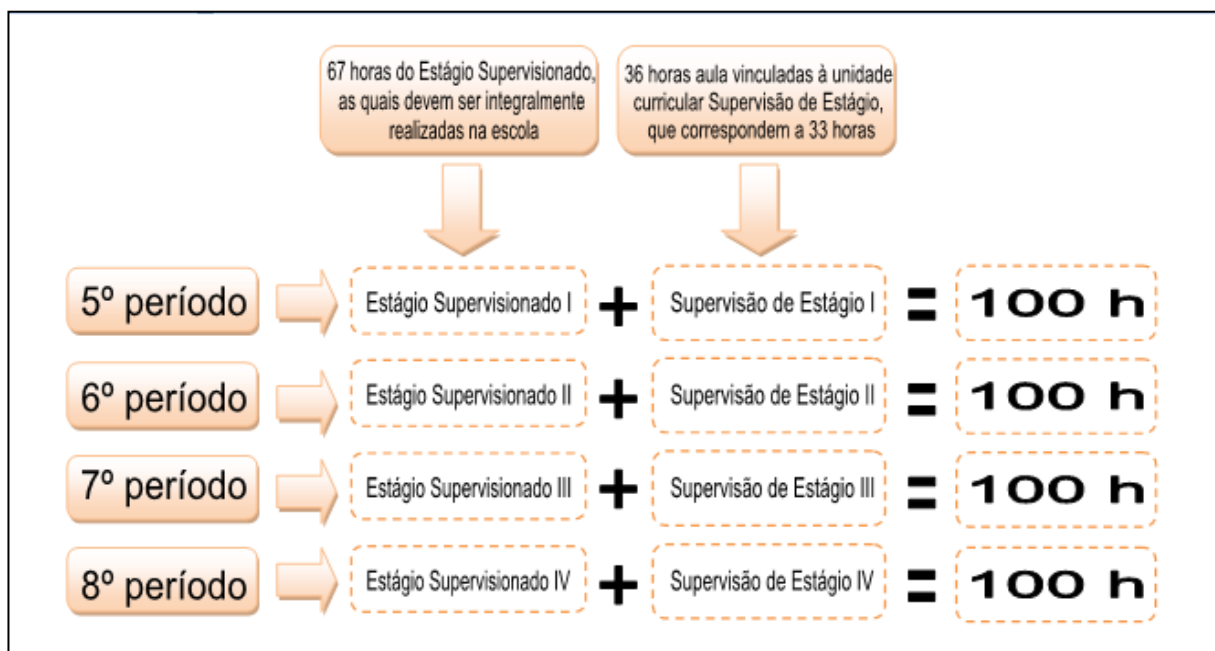 67 horas do Estágio Supervisionado,
as quais devem ser integralmente
realizadas na escola
36 horas aula vinculadas à unidade
curricular Supervisão de Estágio,
que correspondem a 33 horas
5º período
Estágio Supervisionado I
+
Supervisão de Estágio I
=
100 h
6º período
Estágio Supervisionado II
+
Supervisão de Estágio II
=
100 h
7º período
Estágio Supervisionado III
+
Supervisão de Estágio III
=
100 h
8º período
Estágio Supervisionado IV
+
Supervisão de Estágio IV
=
100 h